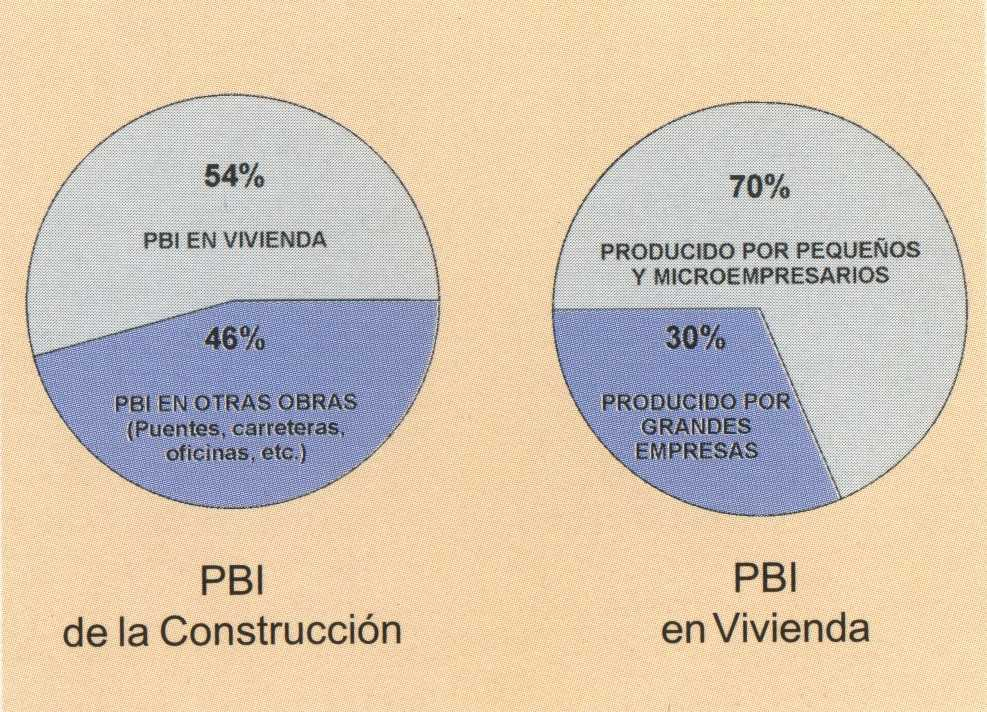 54%
PBI EN VIVIENDA
46%
PBI EN OTRAS OBRAS
(Puentes, carreteras,
oficinas, etc.)
PBI
de la Construcción
70%
PRODUCIDO POR PEQUEÑOS
Y MICROEMPRESARIOS
30%
PRODUCIDO POR
GRANDES
EMPRESAS
PBI
en Vivienda